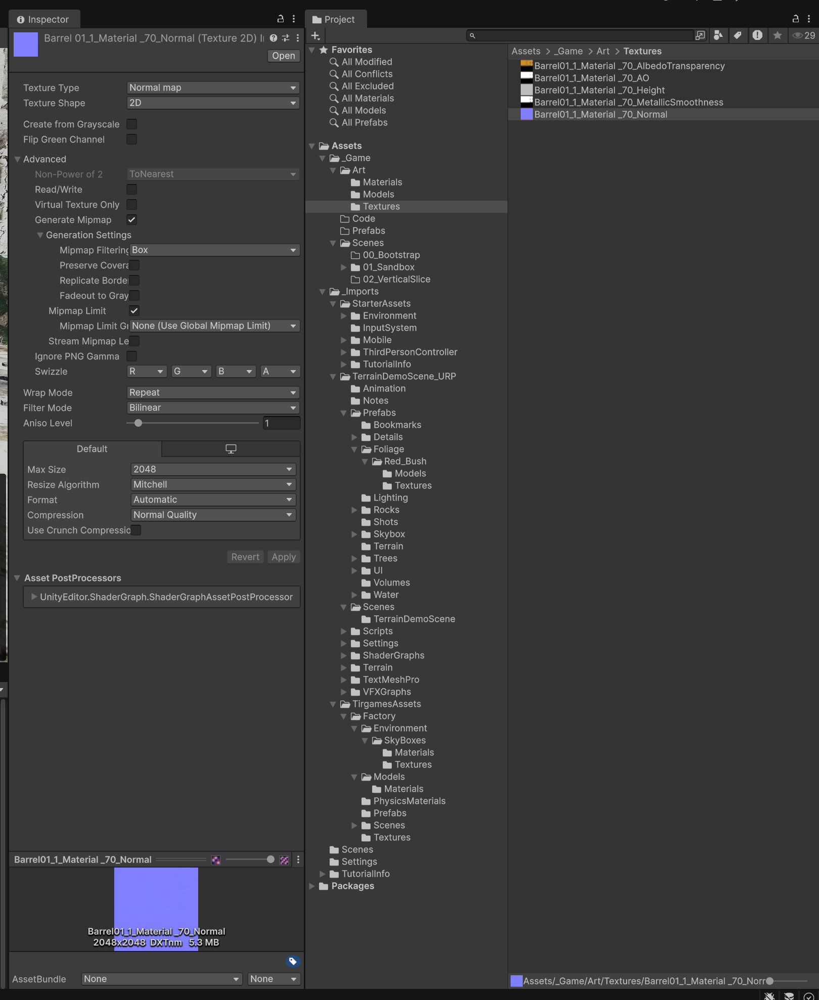 Inspector
Barrel 01_1_Material _70_Normal (Texture 2D) I
Open
Texture Type
Normal map
Texture Shape
2D
Create from Grayscale
Flip Green Channel
Advanced
Non-Power of 2
ToNearest
Read/Write
Virtual Texture Only
Generate Mipmap
Generation Settings
Mipmap Filtering
Box
Preserve Covera
Replicate Borde
Fadeout to Gray
Mipmap Limit
Mipmap Limit Gr
None (Use Global Mipmap Limit)
Stream Mipmap Le
Ignore PNG Gamma
Swizzle
R
G
B
A
Wrap Mode
Repeat
Filter Mode
Bilinear
Aniso Level
1
Default
Max Size
2048
Resize Algorithm
Mitchell
Format
Automatic
Compression
Normal Quality
Use Crunch Compressio
Revert
Apply
Asset PostProcessors
UnityEditor.ShaderGraph.ShaderGraphAssetPostProcessor
Barrel01_1_Material _70_Normal
Barrel01_1_Material _70_Normal
2048x2048 DXTnm 5.3 MB
AssetBundle
None
None
Project
29
Favorites
All Modified
All Conflicts
All Excluded
All Materials
All Models
All Prefabs
Assets
_Game
Art
Materials
Models
Textures
Code
Prefabs
Scenes
00_Bootstrap
01_Sandbox
02_VerticalSlice
_Imports
StarterAssets
Environment
InputSystem
Mobile
ThirdPersonController
TutorialInfo
TerrainDemoScene_URP
Animation
Notes
Prefabs
Bookmarks
Details
Foliage
Red_Bush
Models
Textures
Lighting
Rocks
Shots
Skybox
Terrain
Trees
UI
Volumes
Water
Scenes
TerrainDemoScene
Scripts
Settings
ShaderGraphs
Terrain
TextMeshPro
VFXGraphs
TirgamesAssets
Factory
Environment
SkyBoxes
Materials
Textures
Models
Materials
PhysicsMaterials
Prefabs
Scenes
Textures
Scenes
Settings
TutorialInfo
Packages
Assets > _Game > Art > Textures
Barrel01_1_Material _70_AlbedoTransparency
Barrel01_1_Material _70_AO
Barrel01_1_Material _70_Height
Barrel01_1_Material _70_MetallicSmoothness
Barrel01_1_Material _70_Normal
Assets/_Game/Art/Textures/Barrel01_1_Material _70_Norr